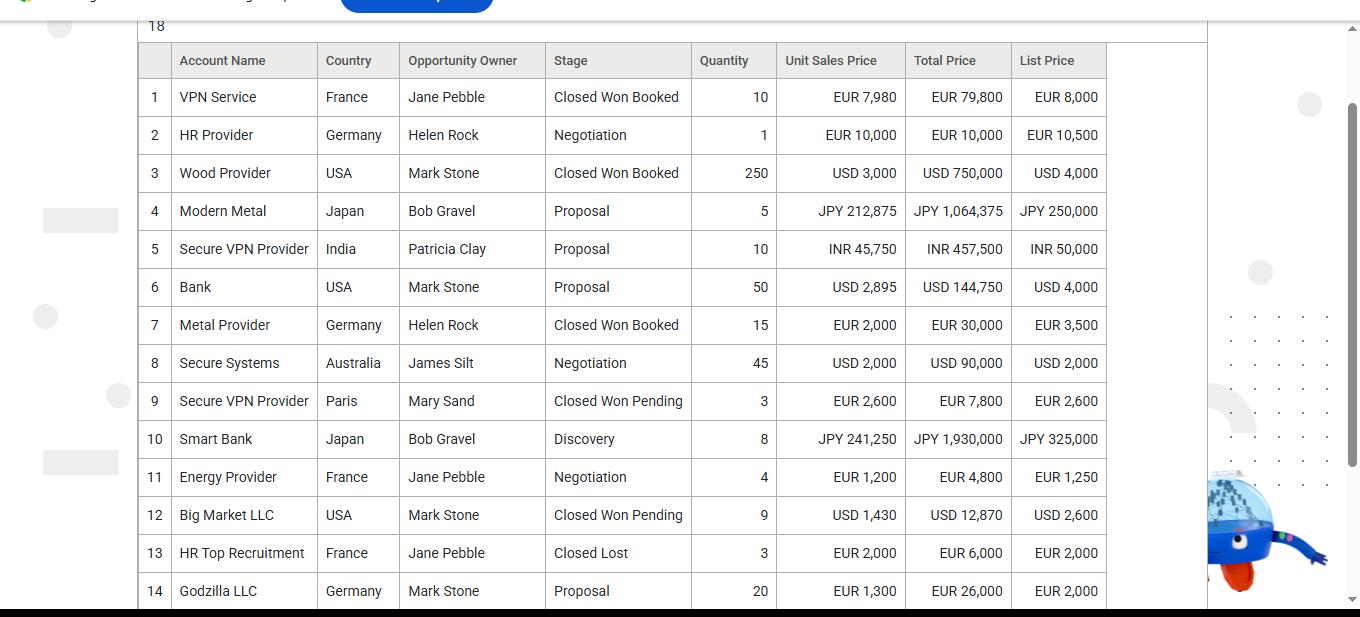 18
Account Name Country Opportunity Owner Stage Quantity Unit Sales Price Total Price List Price
1 VPN Service France Jane Pebble Closed Won Booked 10 EUR 7,980 EUR 79,800 EUR 8,000
2 HR Provider Germany Helen Rock Negotiation 1 EUR 10,000 EUR 10,000 EUR 10,500
3 Wood Provider USA Mark Stone Closed Won Booked 250 USD 3,000 USD 750,000 USD 4,000
4 Modern Metal Japan Bob Gravel Proposal 5 JPY 212,875 JPY 1,064,375 JPY 250,000
5 Secure VPN Provider India Patricia Clay Proposal 10 INR 45,750 INR 457,500 INR 50,000
6 Bank USA Mark Stone Proposal 50 USD 2,895 USD 144,750 USD 4,000
7 Metal Provider Germany Helen Rock Closed Won Booked 15 EUR 2,000 EUR 30,000 EUR 3,500
8 Secure Systems Australia James Silt Negotiation 45 USD 2,000 USD 90,000 USD 2,000
9 Secure VPN Provider Paris Mary Sand Closed Won Pending 3 EUR 2,600 EUR 7,800 EUR 2,600
10 Smart Bank Japan Bob Gravel Discovery 8 JPY 241,250 JPY 1,930,000 JPY 325,000
11 Energy Provider France Jane Pebble Negotiation 4 EUR 1,200 EUR 4,800 EUR 1,250
12 Big Market LLC USA Mark Stone Closed Won Pending 9 USD 1,430 USD 12,870 USD 2,600
13 HR Top Recruitment France Jane Pebble Closed Lost 3 EUR 2,000 EUR 6,000 EUR 2,000
14 Godzilla LLC Germany Mark Stone Proposal 20 EUR 1,300 EUR 26,000 EUR 2,000